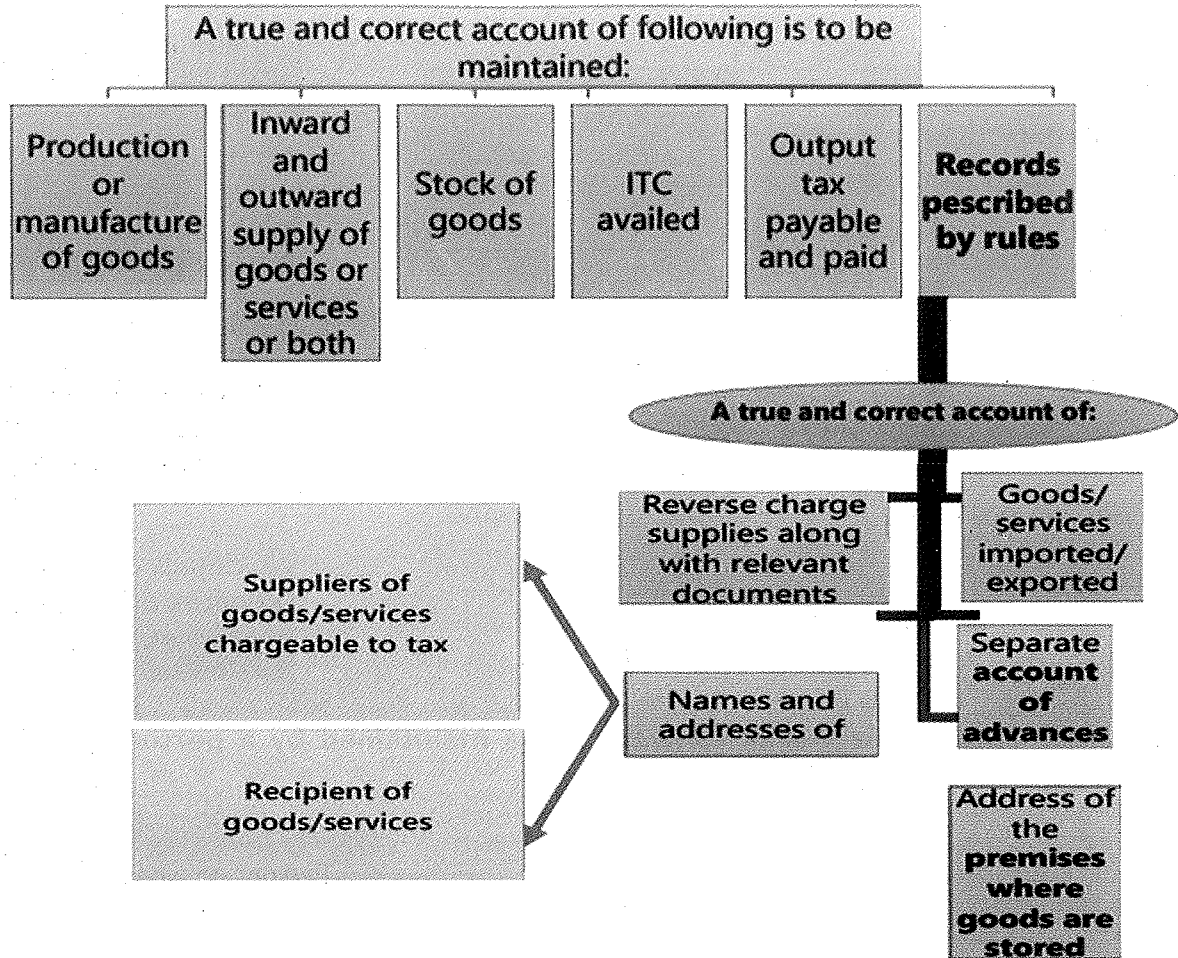 A true and correct account of following is to be
maintained:
Production
or
manufacture
of goods
Inward
and
outward
supply of
goods or
services
or both
Stock of
goods
ITC
availed
Output
tax
payable
and paid
Records
pescribed
by rules
A true and correct account of:
Reverse charge
supplies along
with relevant
documents
Goods/
services
imported/
exported
Separate
account
of
advances
Names and
addresses of
Suppliers of
goods/services
chargeable to tax
Recipient of
goods/services
Address of
the
premises
where
goods are
stored